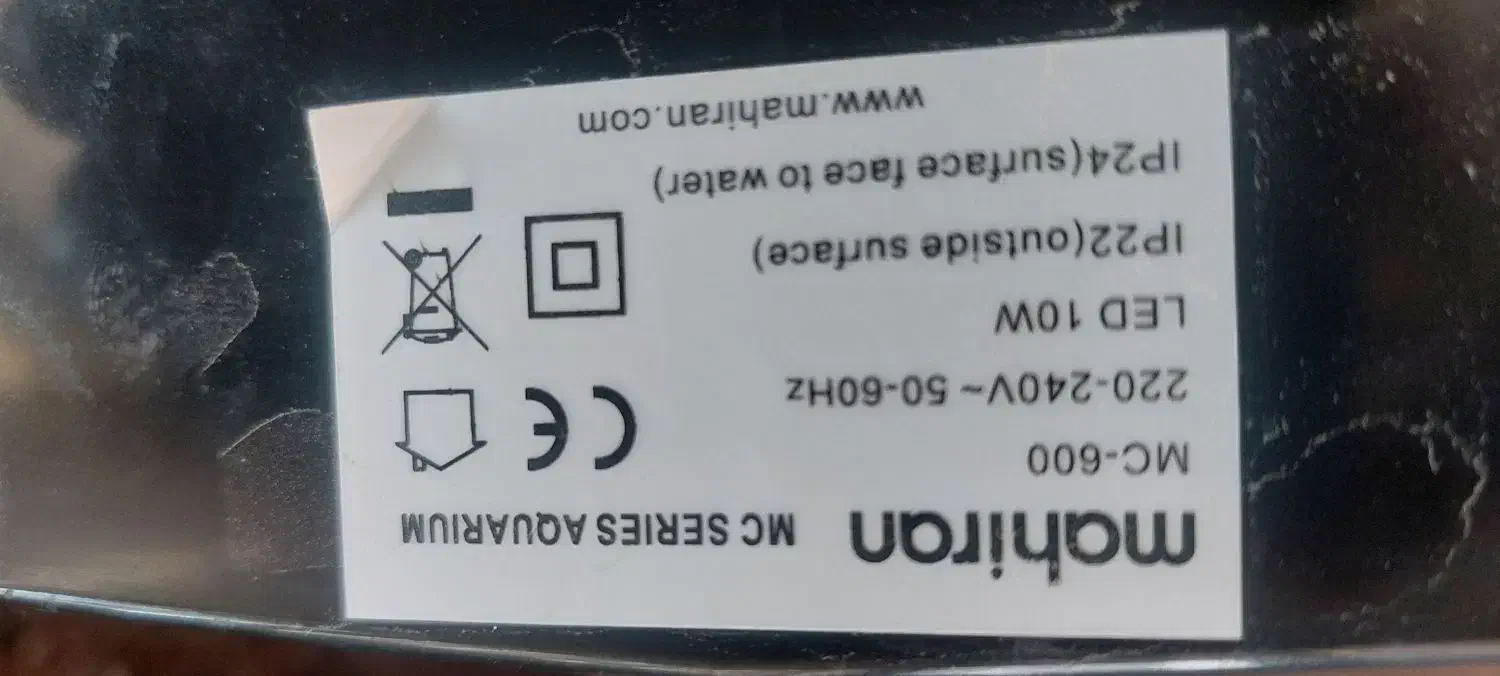 mahiran MC SERIES AQUARIUM
MC-600
220-240V~ 50-60Hz
LED 10W
IP22(outside surface)
IP24(surface face to water)
www.mahiran.com
CE